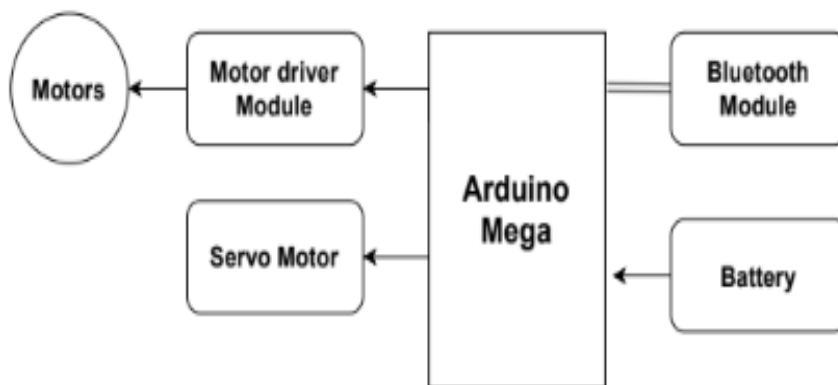 Motors
Motor driver
Module
Bluetooth
Module
Arduino
Mega
Servo Motor
Battery